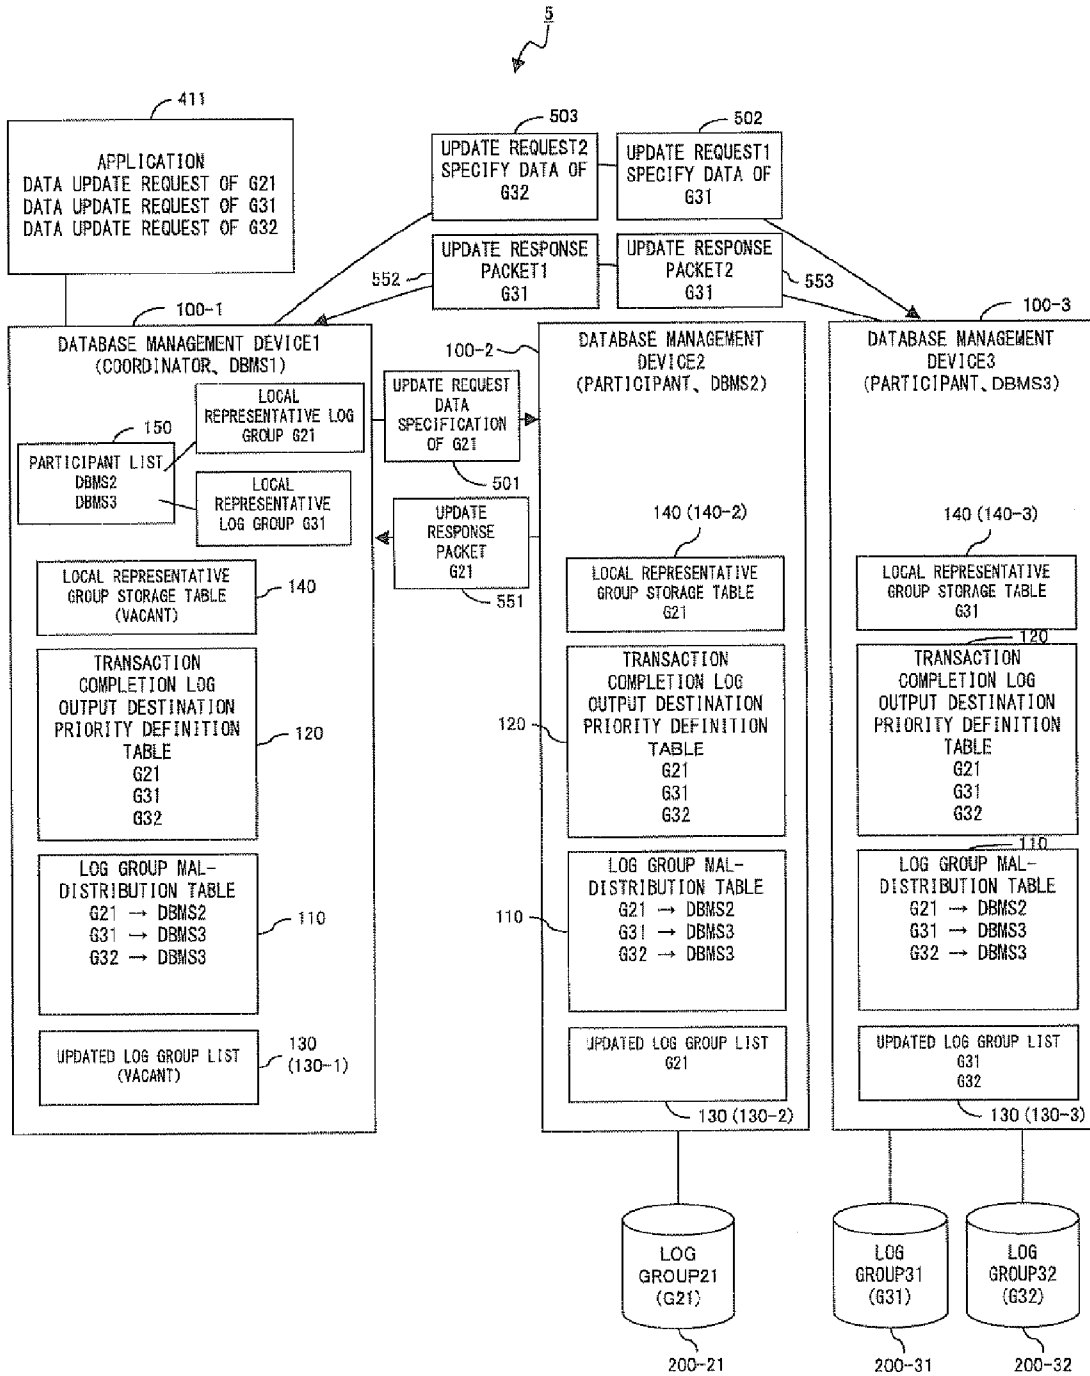 5
411
APPLICATION
DATA UPDATE REQUEST OF G21
DATA UPDATE REQUEST OF G31
DATA UPDATE REQUEST OF G32
503
UPDATE REQUEST2
SPECIFY DATA OF
G32
502
UPDATE REQUEST1
SPECIFY DATA OF
G31
552
UPDATE RESPONSE
PACKET1
G31
UPDATE RESPONSE
PACKET2
G31
553
100-1
DATABASE MANAGEMENT DEVICE1
(COORDINATOR、DBMS1)
LOCAL
REPRESENTATIVE LOG
GROUP G21
150
PARTICIPANT LIST
DBMS2
DBMS3
LOCAL
REPRESENTATIVE
LOG GROUP G31
LOCAL REPRESENTATIVE
GROUP STORAGE TABLE
(VACANT)
140
TRANSACTION
COMPLETION LOG
OUTPUT DESTINATION
PRIORITY DEFINITION
TABLE
G21
G31
G32
120
LOG GROUP MAL-
DISTRIBUTION TABLE
G21 → DBMS2
G31 → DBMS3
G32 → DBMS3
110
UPDATED LOG GROUP LIST
(VACANT)
130
(130-1)
UPDATE REQUEST
DATA
SPECIFICATION
OF G21
501
UPDATE
RESPONSE
PACKET
G21
551
100-2
DATABASE MANAGEMENT
DEVICE2
(PARTICIPANT、DBMS2)
140 (140-2)
LOCAL REPRESENTATIVE
GROUP STORAGE TABLE
G21
TRANSACTION
COMPLETION LOG
OUTPUT DESTINATION
PRIORITY DEFINITION
TABLE
G21
G31
G32
120
LOG GROUP MAL-
DISTRIBUTION TABLE
G21 → DBMS2
G31 → DBMS3
G32 → DBMS3
110
UPDATED LOG GROUP LIST
G21
130 (130-2)
100-3
DATABASE MANAGEMENT
DEVICE3
(PARTICIPANT、DBMS3)
140 (140-3)
LOCAL REPRESENTATIVE
GROUP STORAGE TABLE
G31
120
TRANSACTION
COMPLETION LOG
OUTPUT DESTINATION
PRIORITY DEFINITION
TABLE
G21
G31
G32
110
LOG GROUP MAL-
DISTRIBUTION TABLE
G21 → DBMS2
G31 → DBMS3
G32 → DBMS3
UPDATED LOG GROUP LIST
G31
G32
130 (130-3)
LOG
GROUP21
(G21)
200-21
LOG
GROUP31
(G31)
200-31
LOG
GROUP32
(G32)
200-32